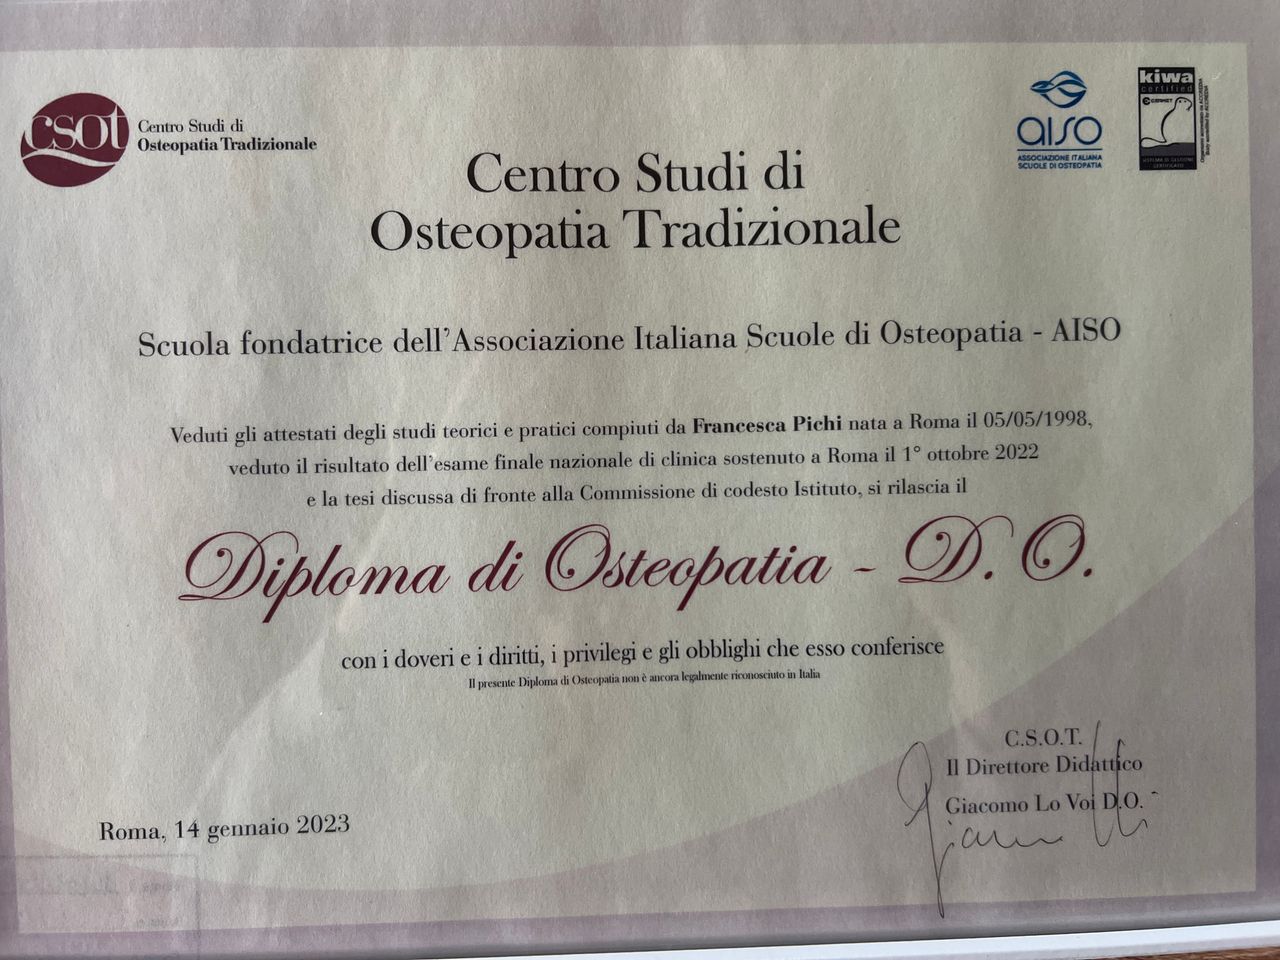 csot
Centro Studi di
Osteopatia Tradizionale
aiso
ASSOCIAZIONE ITALIANA
SCUOLE DI OSTEOPATIA
kiwa
certified
CERMET
SISTEMA DI GESTIONE
CERTIFICATO
Centro Studi di
Osteopatia Tradizionale
Scuola fondatrice dell'Associazione Italiana Scuole di Osteopatia - AISO
Veduti gli attestati degli studi teorici e pratici compiuti da Francesca Pichi nata a Roma il 05/05/1998,
veduto il risultato dell'esame finale nazionale di clinica sostenuto a Roma il 1° ottobre 2022
e la tesi discussa di fronte alla Commissione di codesto Istituto, si rilascia il
Diploma di Osteopatia - D. O.
con i doveri e i diritti, i privilegi e gli obblighi che esso conferisce
Il presente Diploma di Osteopatia non è ancora legalmente riconosciuto in Italia
C.S.O.T.
Il Direttore Didattico
Giacomo Lo Voi D.O.
Roma, 14 gennaio 2023